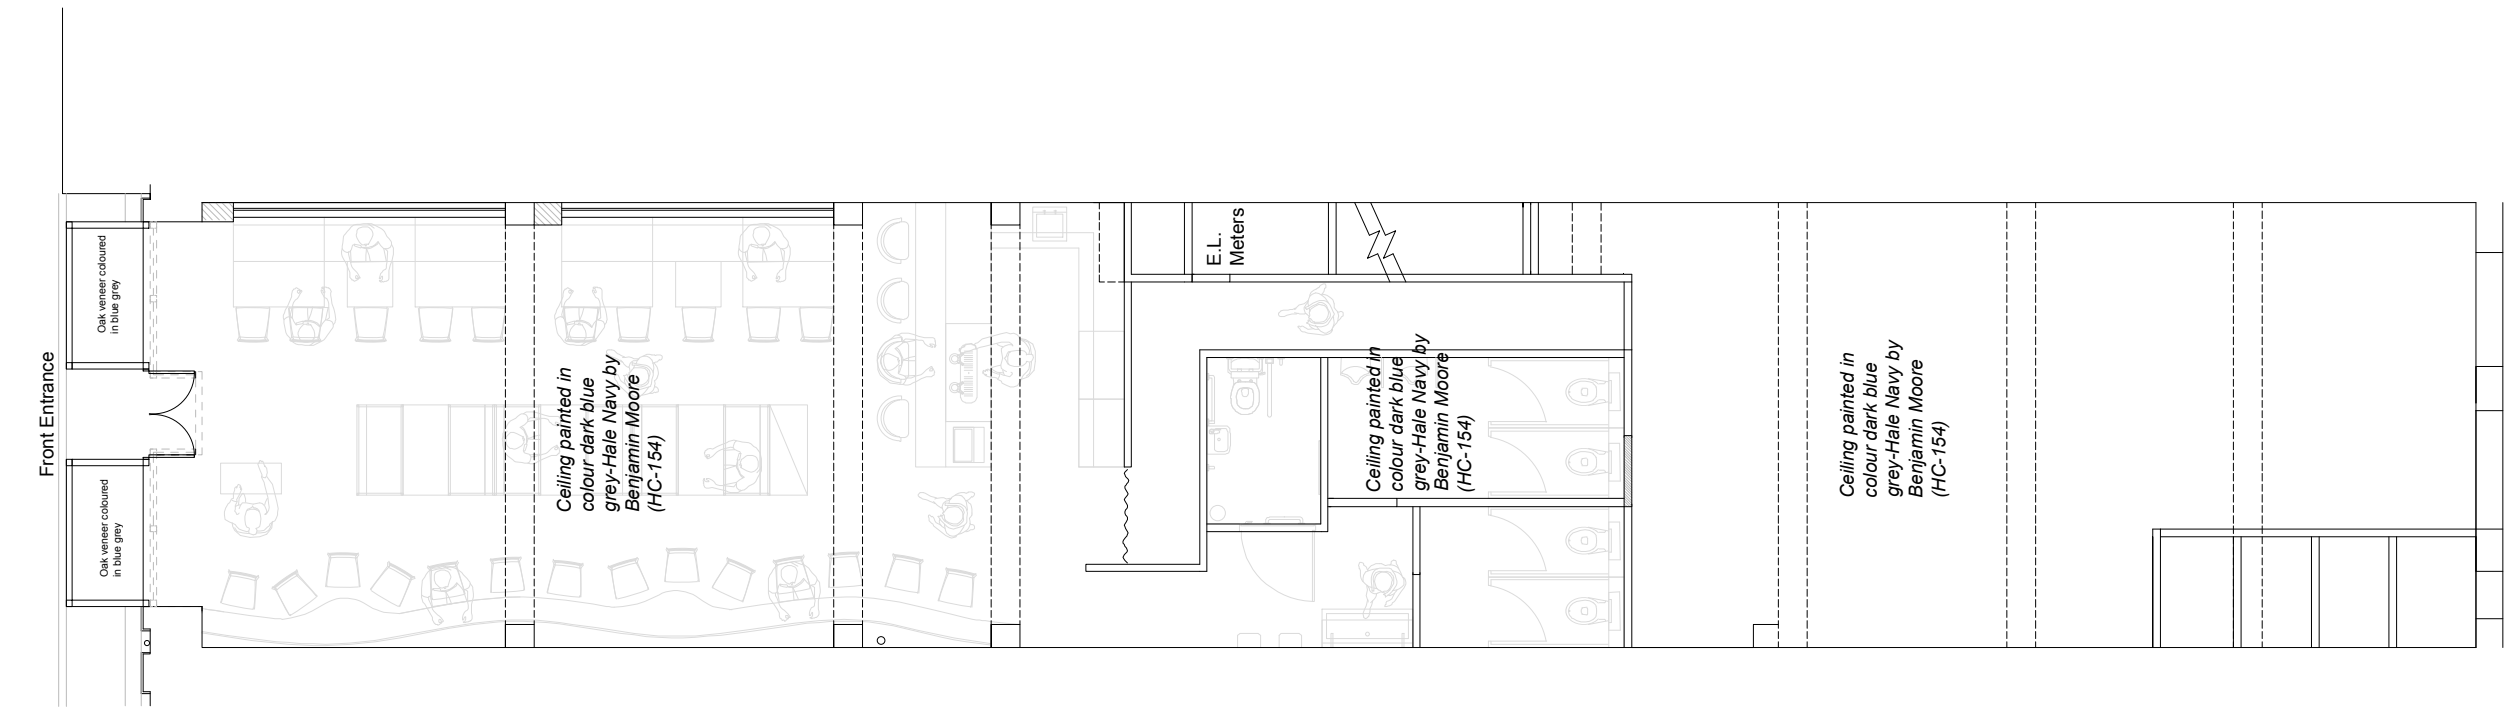 Front Entrance
Oak veneer coloured
in blue grey
Oak veneer coloured
in blue grey
Ceiling painted in
colour dark blue
grey-Hale Navy by
Benjamin Moore
(HC-154)
E.L.
Meters
Ceiling painted in
colour dark blue
grey-Hale Navy by
Benjamin Moore
(HC-154)
Ceiling painted in
colour dark blue
grey-Hale Navy by
Benjamin Moore
(HC-154)